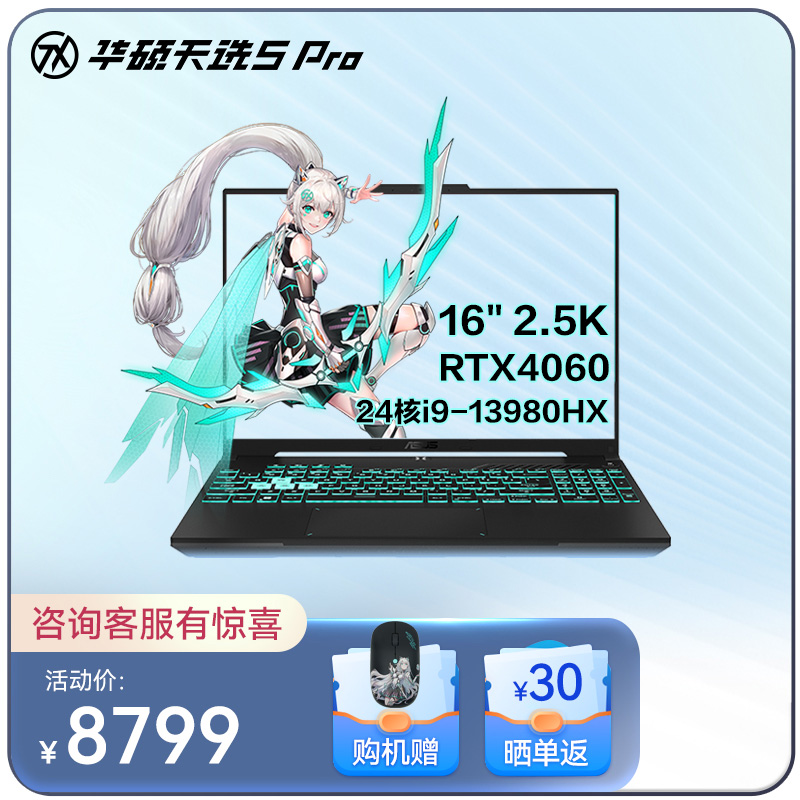 华硕天选5 Pro
16" 2.5K
RTX4060
24核i9-13980HX
ASUS
咨询客服有惊喜
活动价:
¥8799
购机赠
¥30
晒单返